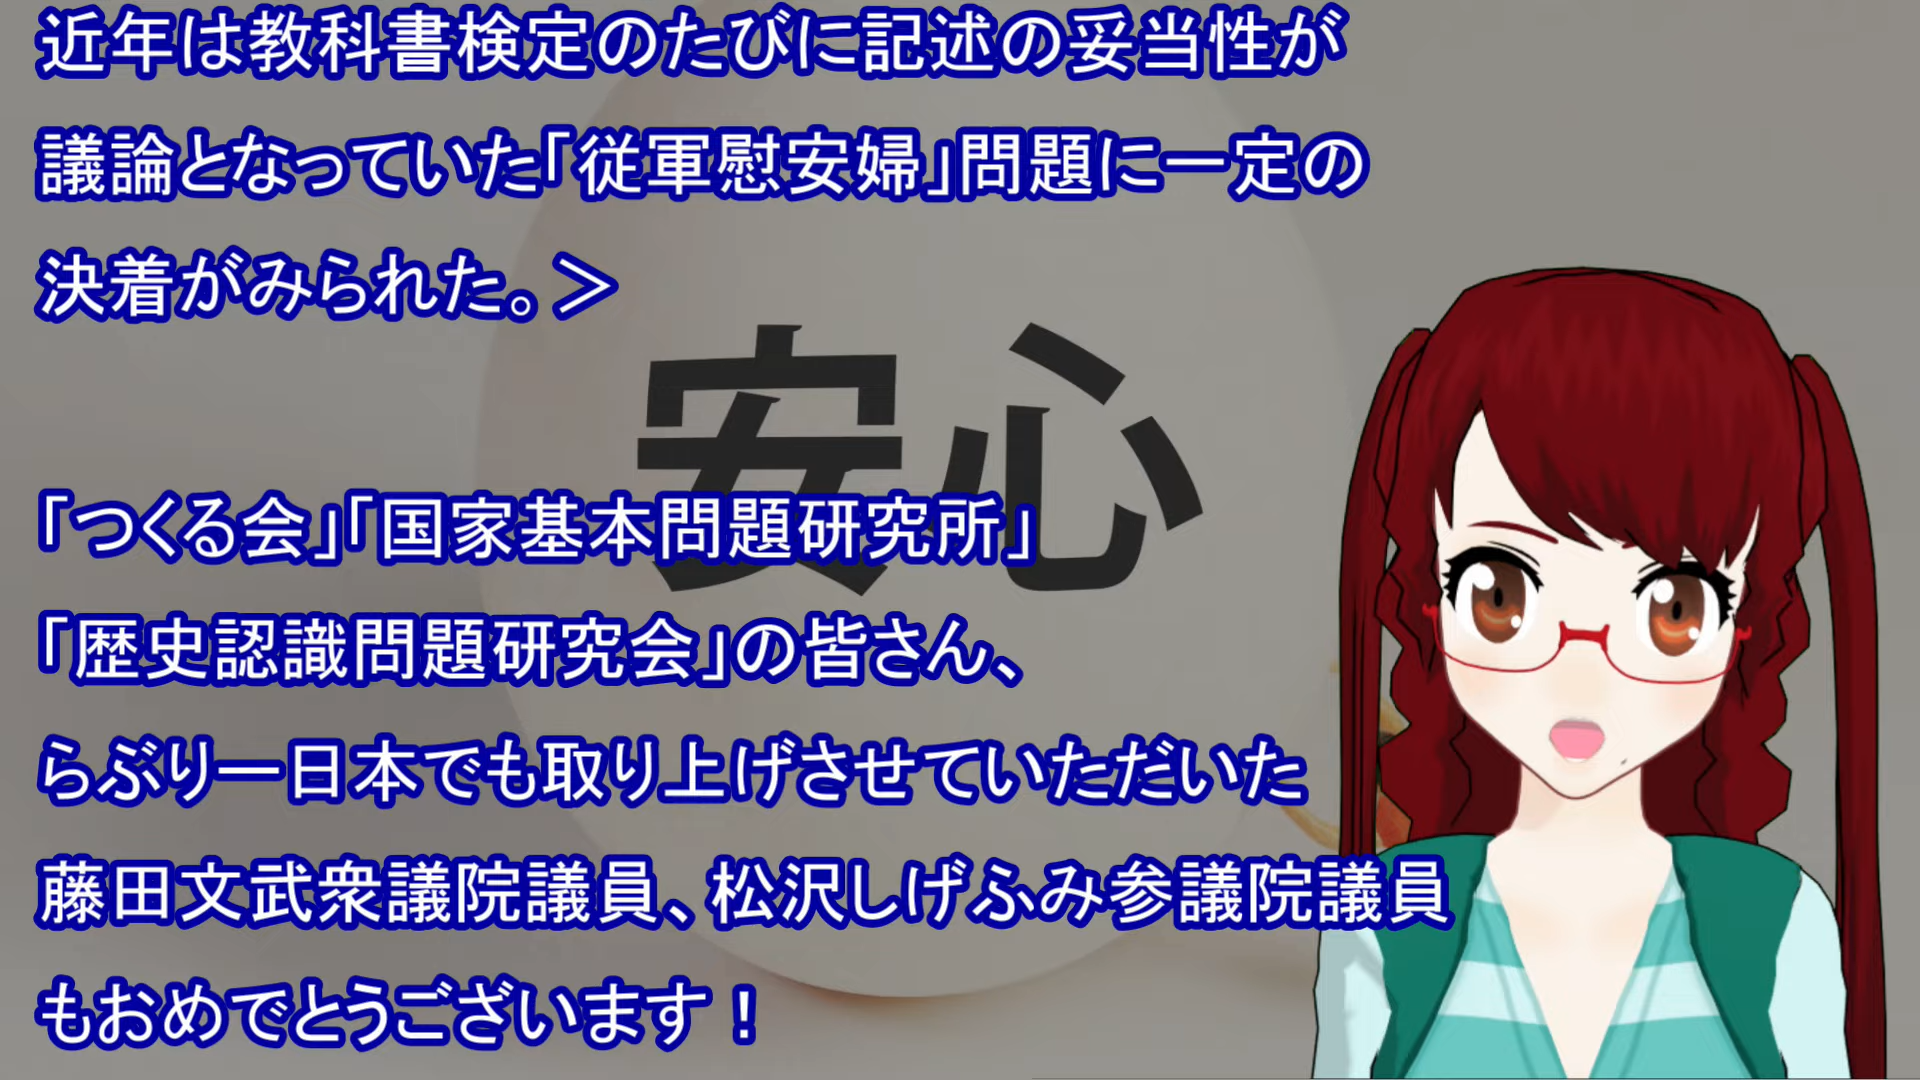 近年は教科書検定のたびに記述の妥当性が
議論となっていた「従軍慰安婦」問題に一定の
決着がみられた。＞
安心
「つくる会」「国家基本問題研究所」
「歴史認識問題研究会」の皆さん、
らぶりー日本でも取り上げさせていただいた
藤田文武衆議院議員、松沢しげふみ参議院議員
もおめでとうございます！